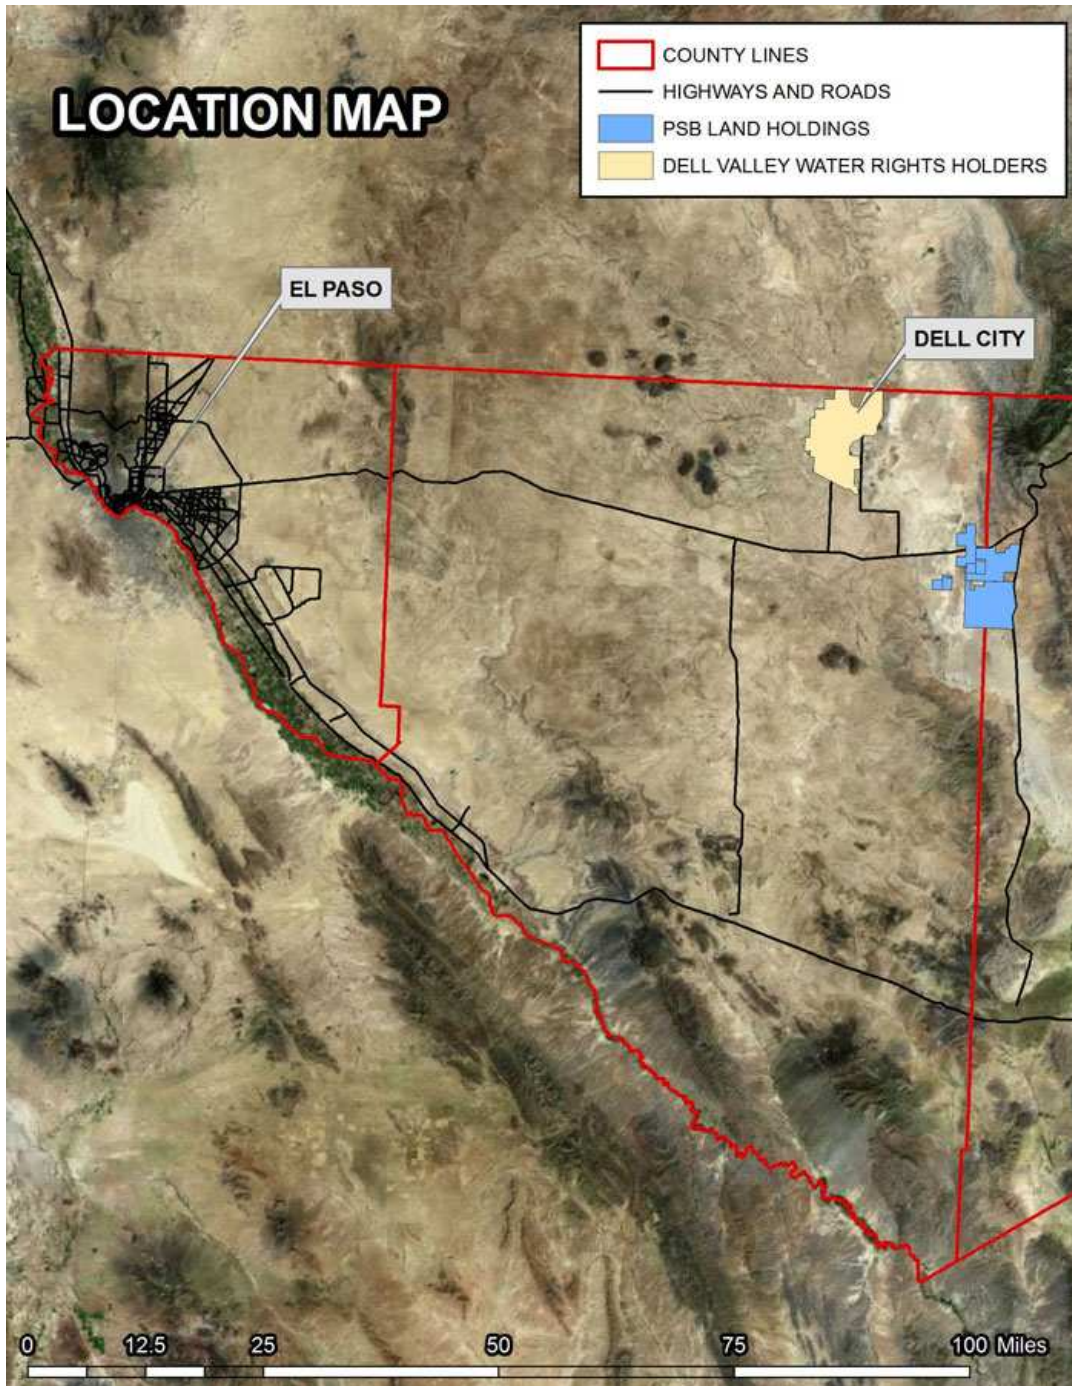 LOCATION MAP
COUNTY LINES
HIGHWAYS AND ROADS
PSB LAND HOLDINGS
DELL VALLEY WATER RIGHTS HOLDERS
EL PASO
DELL CITY
0 12.5 25 50 75 100 Miles